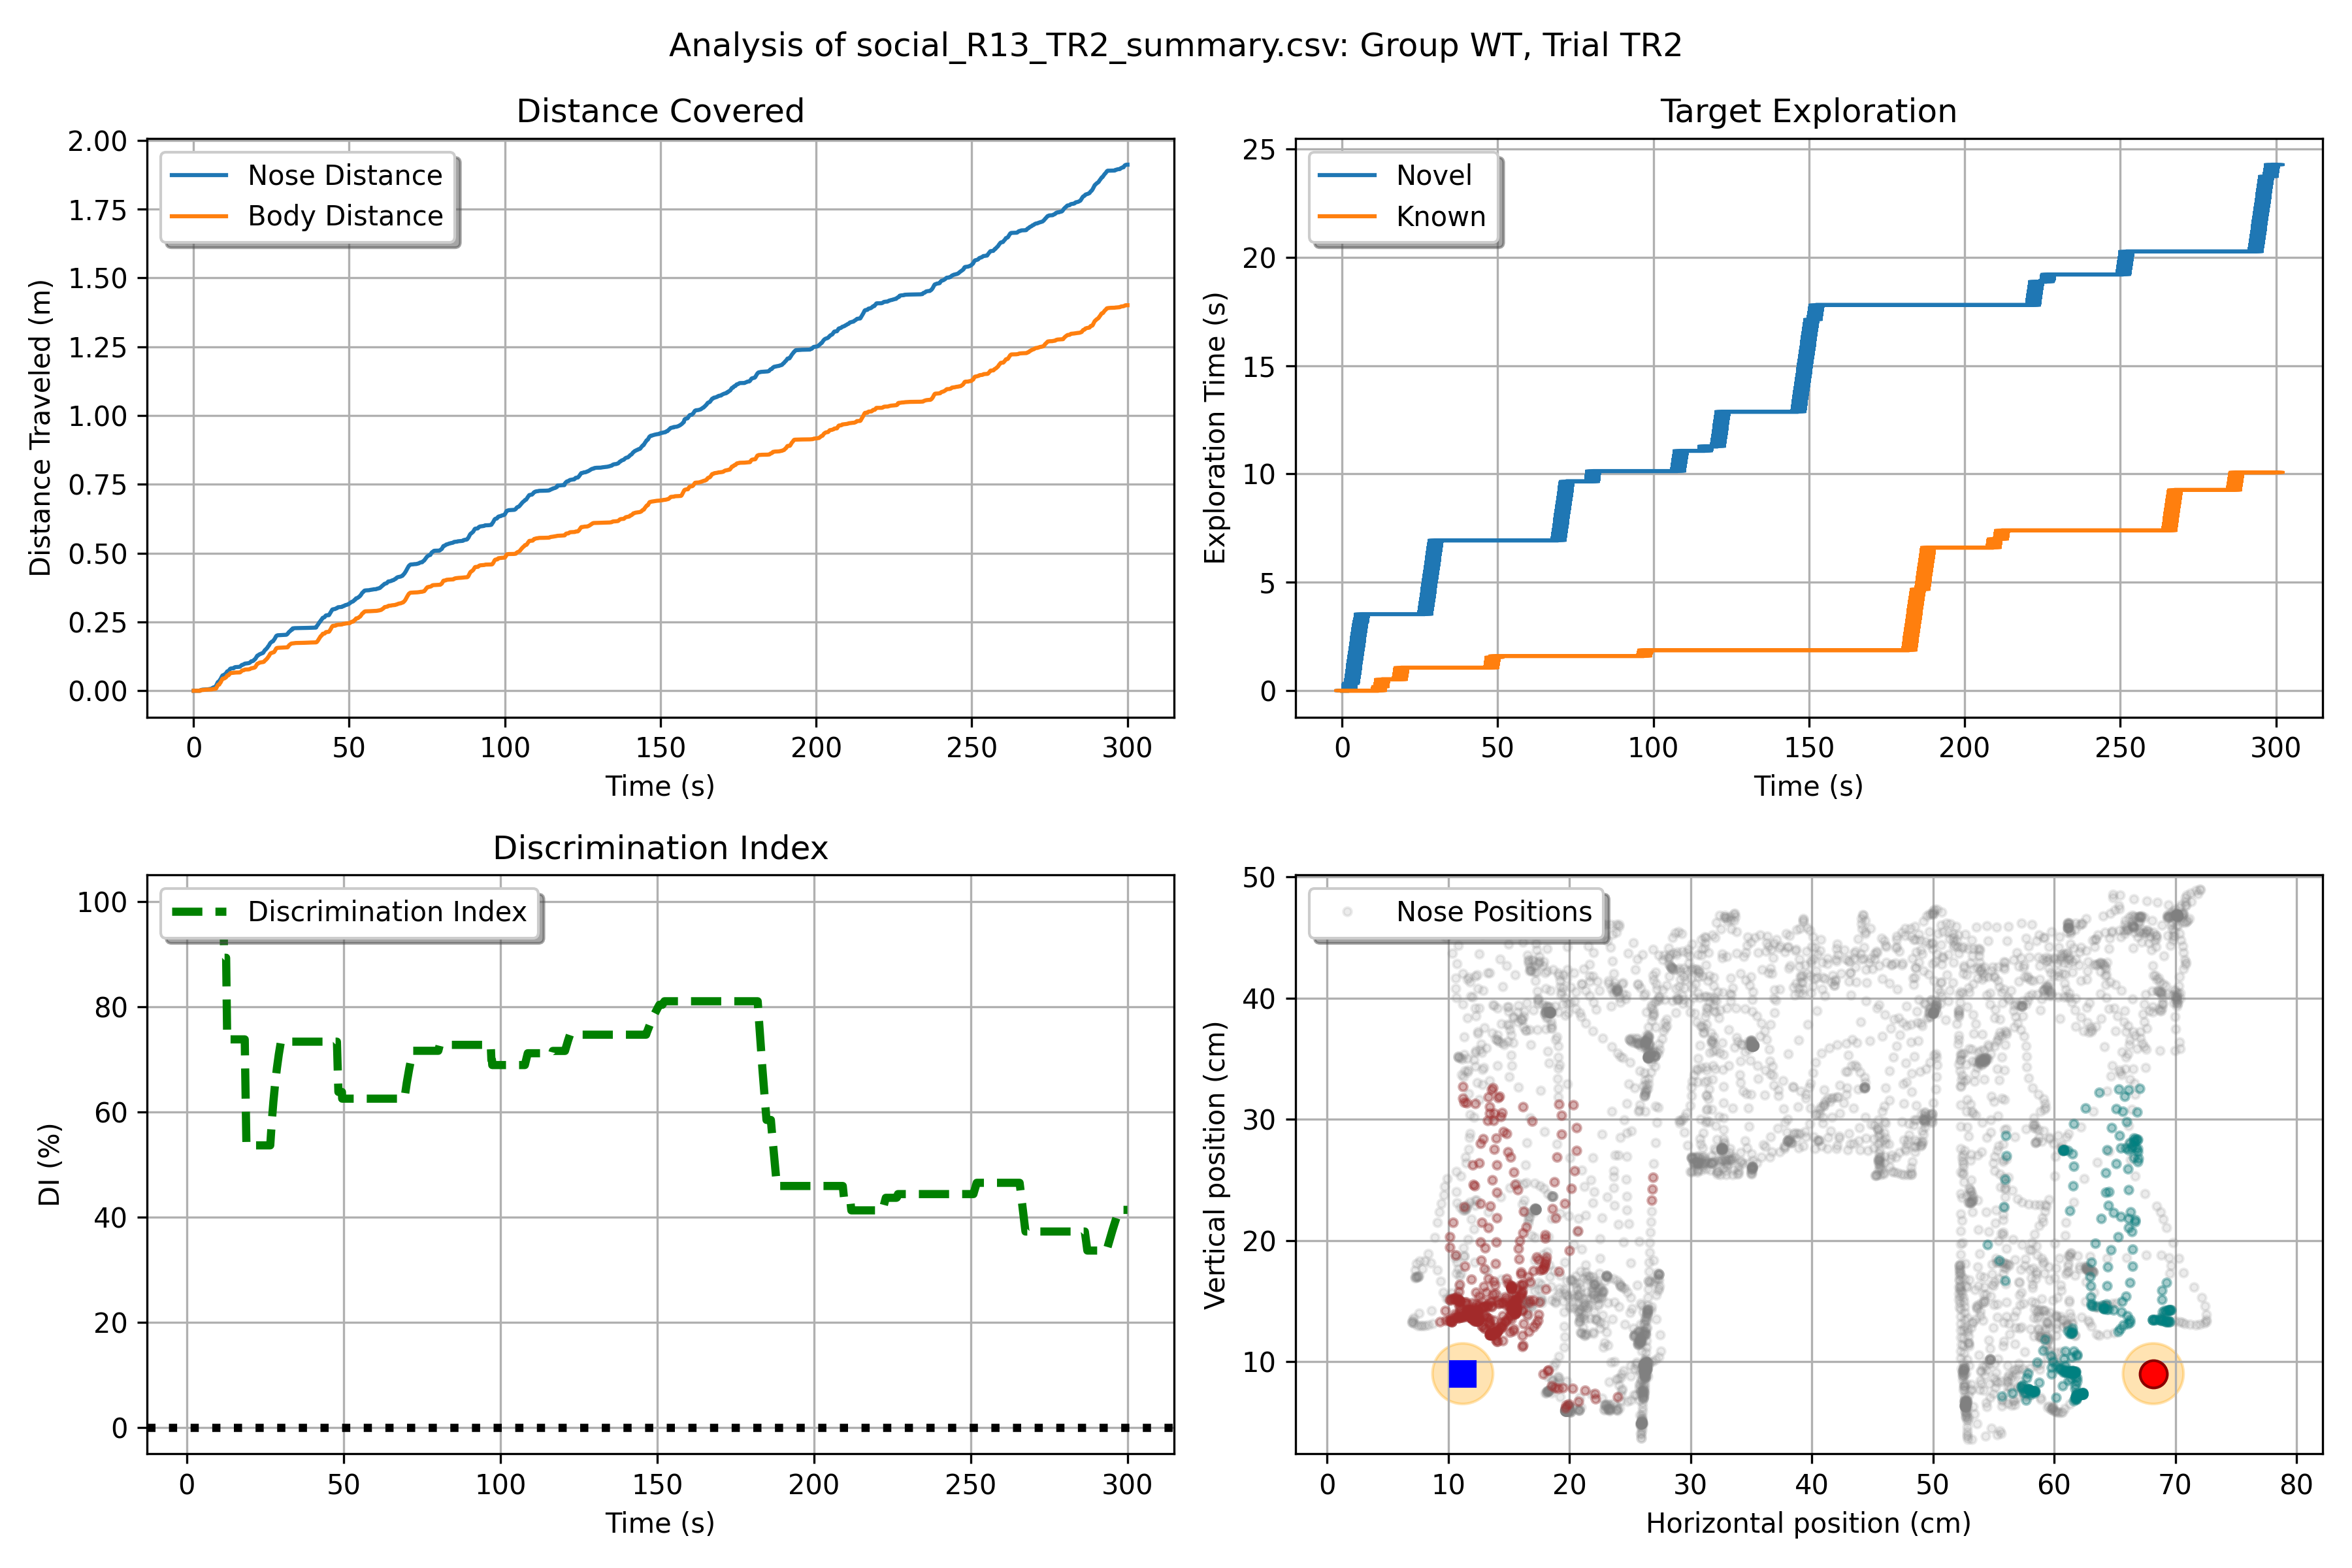 Analysis of social_R13_TR2_summary.csv: Group WT, Trial TR2
Distance Covered
Distance Traveled (m)
2.00
1.75
1.50
1.25
1.00
0.75
0.50
0.25
0.00
Nose Distance
Body Distance
0 50 100 150 200 250 300
Time (s)
Target Exploration
Exploration Time (s)
25
20
15
10
5
0
Novel
Known
0 50 100 150 200 250 300
Time (s)
Discrimination Index
DI (%)
100
80
60
40
20
0
Discrimination Index
0 50 100 150 200 250 300
Time (s)
Vertical position (cm)
50
40
30
20
10
Nose Positions
0 10 20 30 40 50 60 70 80
Horizontal position (cm)